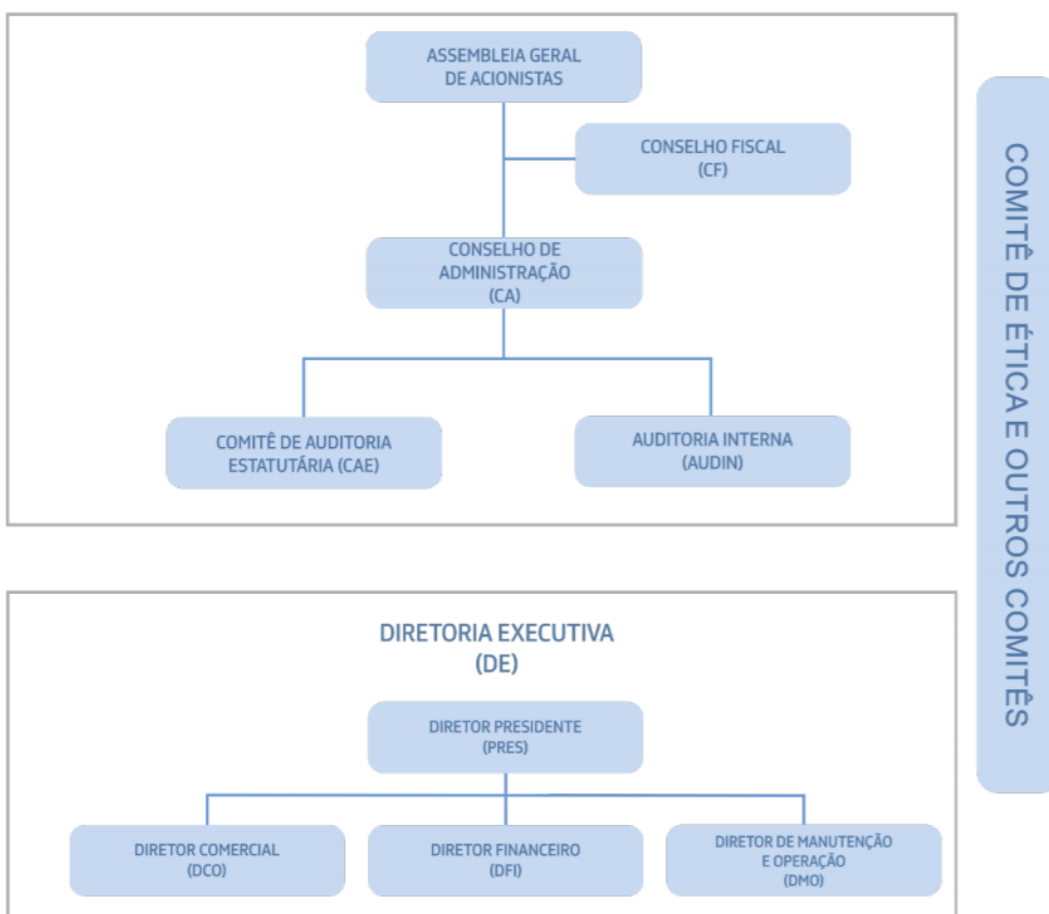 ASSEMBLEIA GERAL
DE ACIONISTAS
CONSELHO FISCAL
(CF)
CONSELHO DE
ADMINISTRAÇÃO
(CA)
COMITÊ DE AUDITORIA
ESTATUTÁRIA (CAE)
AUDITORIA INTERNA
(AUDIN)
DIRETORIA EXECUTIVA
(DE)
DIRETOR PRESIDENTE
(PRES)
DIRETOR COMERCIAL
(DCO)
DIRETOR FINANCEIRO
(DFI)
DIRETOR DE MANUTENÇÃO
E OPERAÇÃO
(DMO)
COMITÊ DE ÉTICA E OUTROS COMITÊS